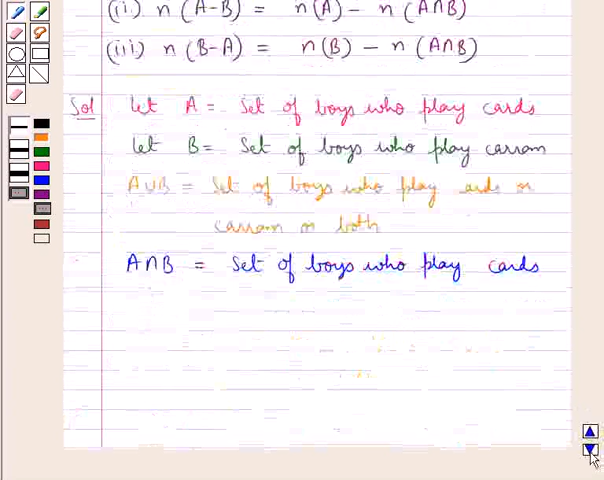 (ii) n (A-B) = n(A) - n (A∩B)
(iii) n (B-A) = n(B) - n (A∩B)
Sol let A = Set of boys who play cards
let B = Set of boys who play carram
A∪B = Set of boys who play ards or
carram or both
A∩B = Set of boys who play cards